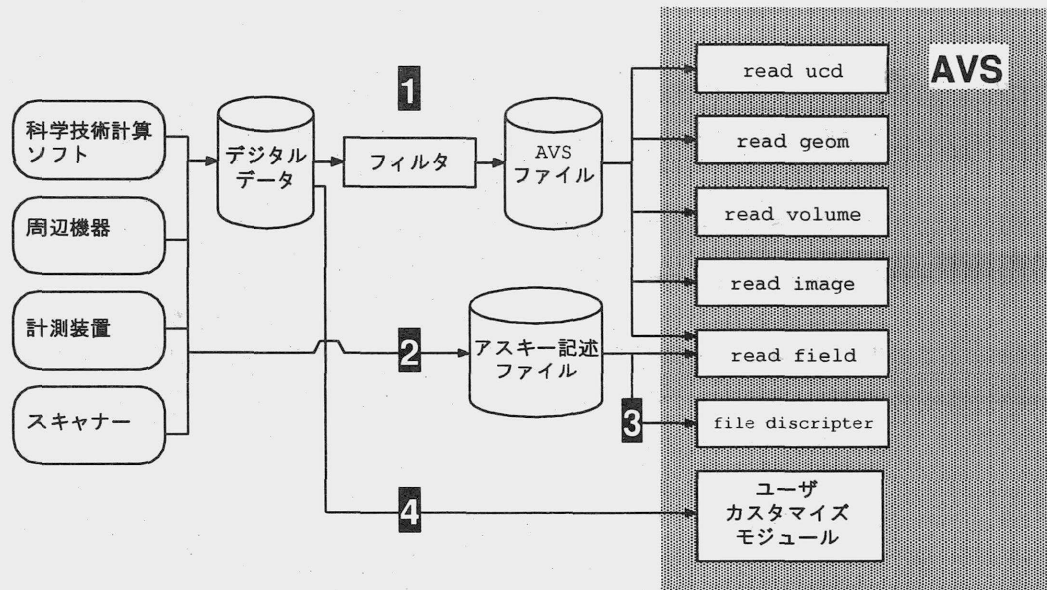 AVS
科学技術計算
ソフト
周辺機器
計測装置
スキャナー
デジタル
データ
1
フィルタ
AVS
ファイル
2
アスキー記述
ファイル
3
4
read ucd
read geom
read volume
read image
read field
file discripter
ユーザ
カスタマイズ
モジュール